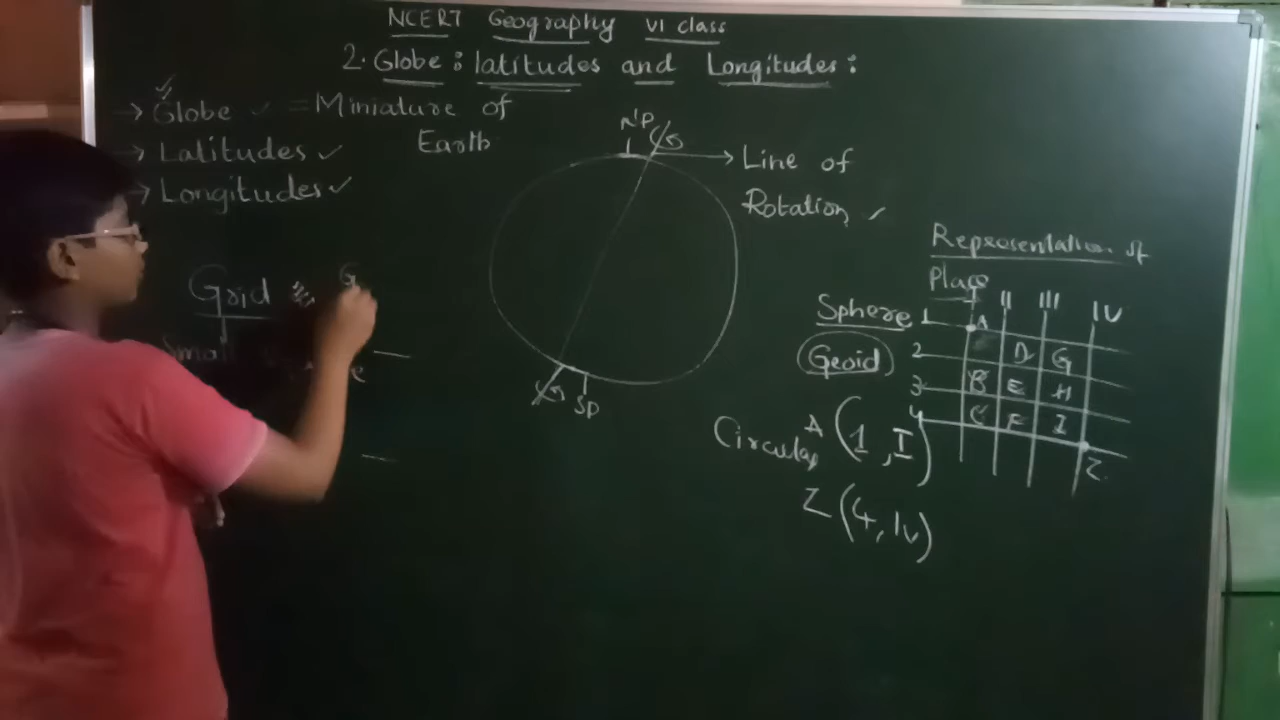 NCERT Geography VI class
2. Globe: latitudes and Longitudes:
→ Globe ✓ = Miniature of
Earth
→ Latitudes ✓
→ Longitudes ✓
Grid
Small
G
NP
→ Line of
Rotation ✓
SP
Representation of
Place
Sphere
Geoid
Circular
I II III IV
1 A
2 D G
3 B E H
4 C F I
Z
A (1, I)
Z (4, IV)